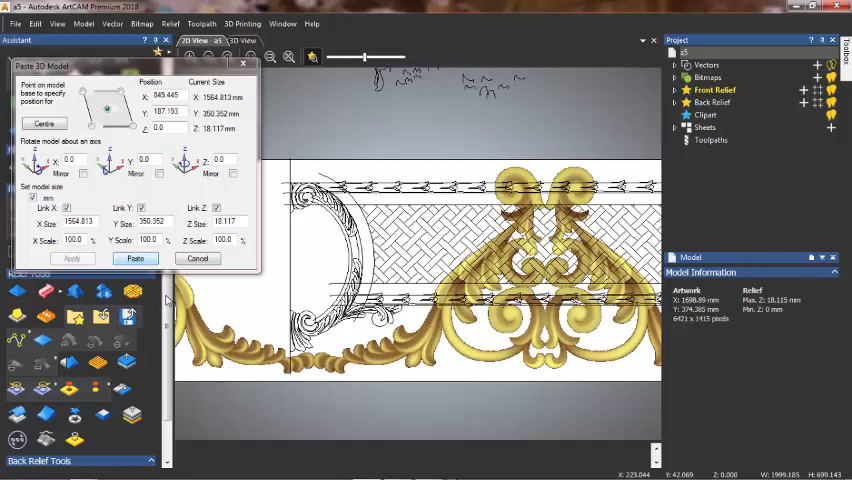 a5 - Autodesk ArtCAM Premium 2018
File Edit View Model Vectors Bitmap Relief Toolpath 3D Printing Window Help
Assistant
2D View a5 3D View
Project
Toolbox
Paste 3D Model
Point on model
base to specify
position for
Centre
Position
X: 849.445
Y: 187.193
Z: 0.0
Current Size
X: 1564.813 mm
Y: 350.352 mm
Z: 18.117 mm
Rotate model about an axis
X: 0.0 Y: 0.0 Z: 0.0
Mirror Mirror Mirror
Set model size
mm
Link X: Link Y: Link Z:
X Size: 1564.813 Y Size: 350.352 Z Size: 18.117
X Scale: 100.0 % Y Scale: 100.0 % Z Scale: 100.0 %
Apply Paste Cancel
Relief Tools
Back Relief Tools
a5
Vectors
Bitmaps
Front Relief
Back Relief
Clipart
Sheets
Toolpaths
Model
Model Information
Artwork Relief
X: 1698.89 mm Max. Z: 18.115 mm
Y: 374.385 mm Min. Z: 0 mm
6421 x 1415 pixels
X: 223.044 Y: 42.069 Z: 0.000 W: 1999.185 H: 699.143